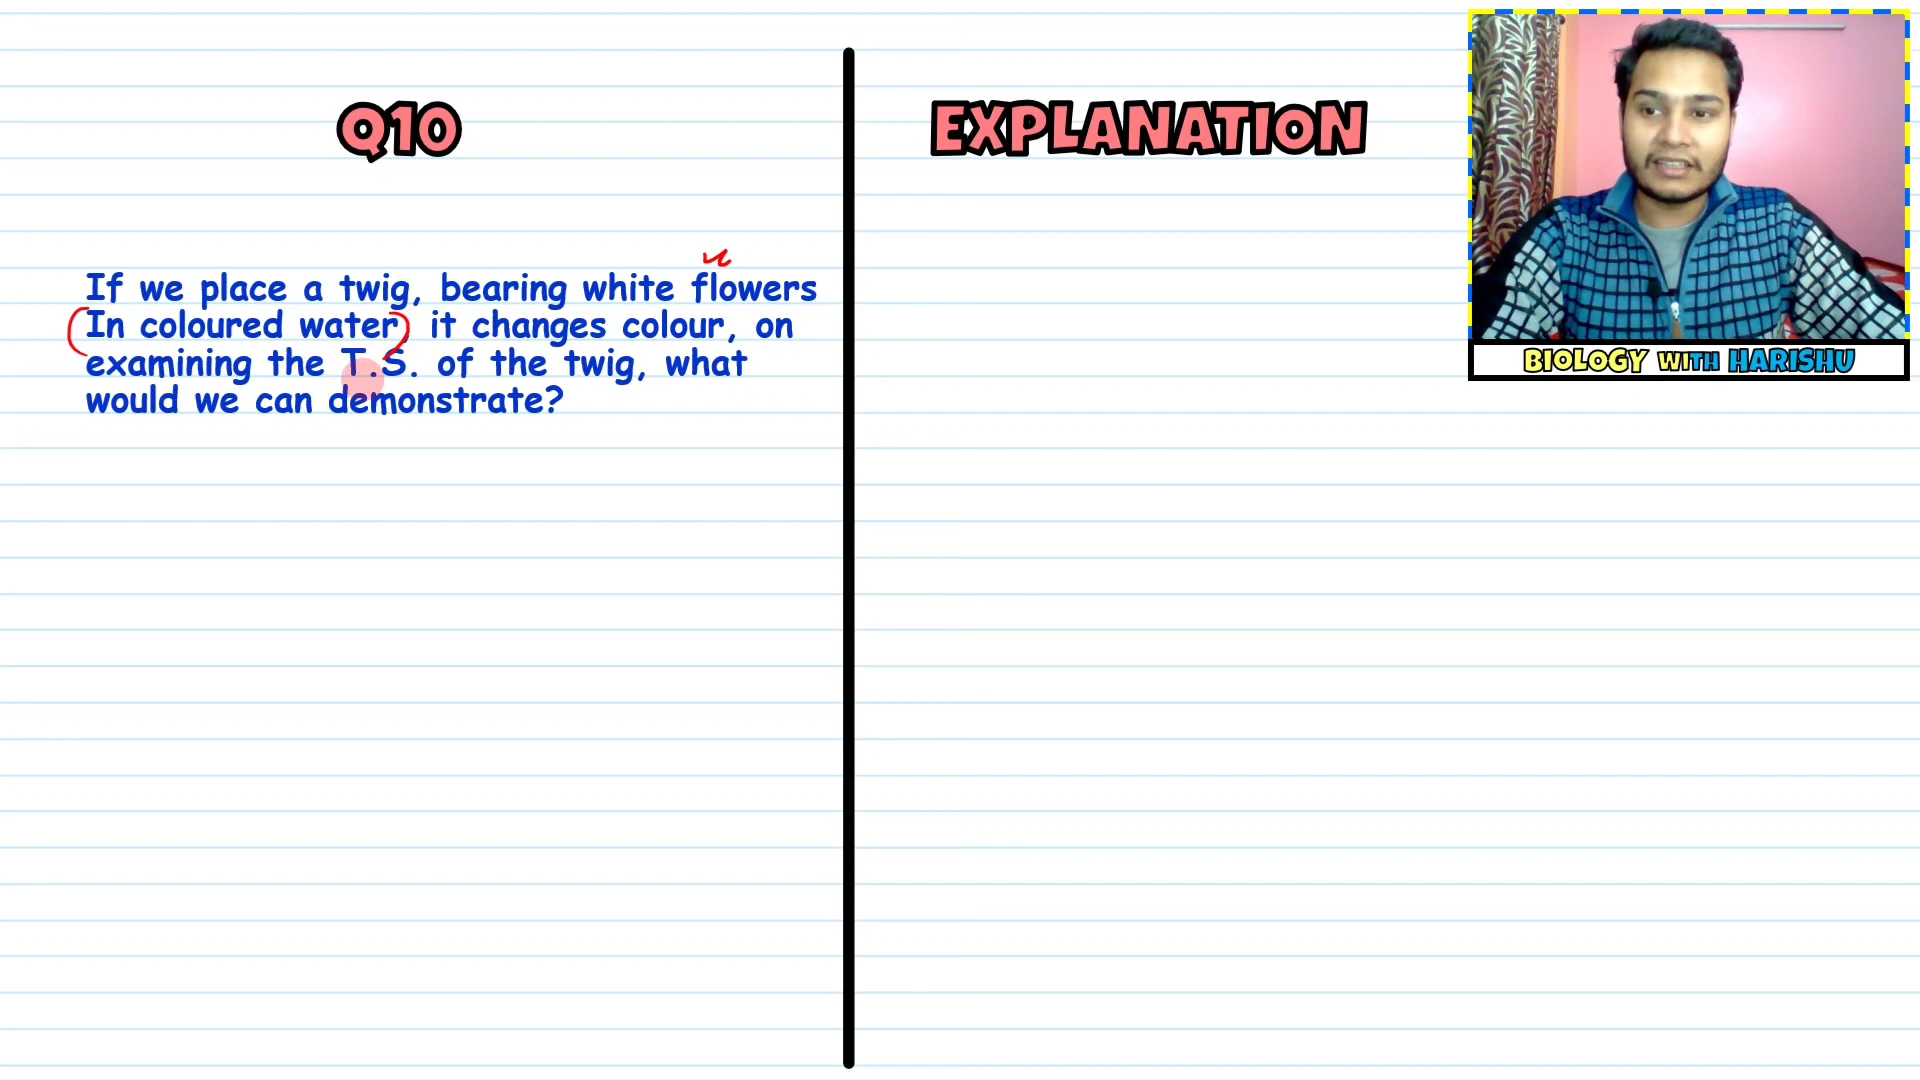 Q10
If we place a twig, bearing white flowers
In coloured water, it changes colour, on
examining the T.S. of the twig, what
would we can demonstrate?
EXPLANATION
BIOLOGY WITH HARISHU